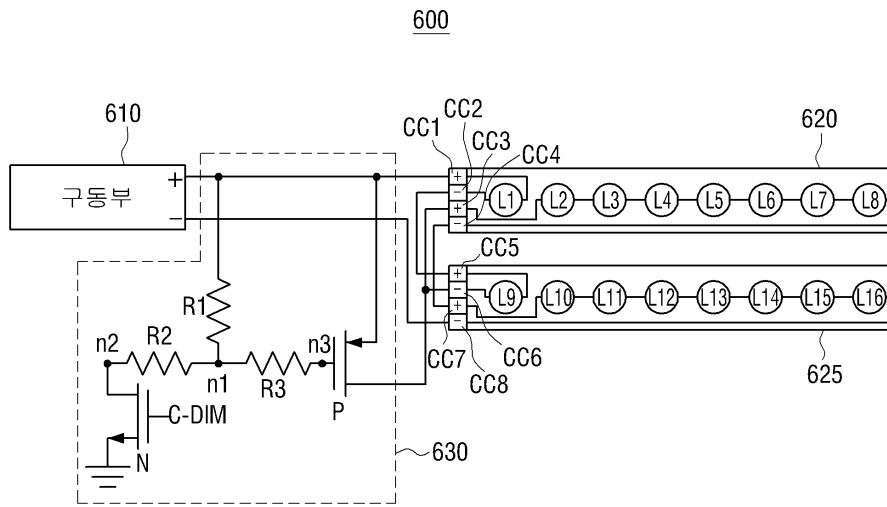 600
610
CC2
CC1
CC3
CC4
620
구동부
+
−
+
−
+
−
L1
L2
L3
L4
L5
L6
L7
L8
CC5
+
−
+
−
L9
L10
L11
L12
L13
L14
L15
L16
R1
n2
R2
n1
R3
n3
P
CC7
CC6
CC8
625
C-DIM
N
630